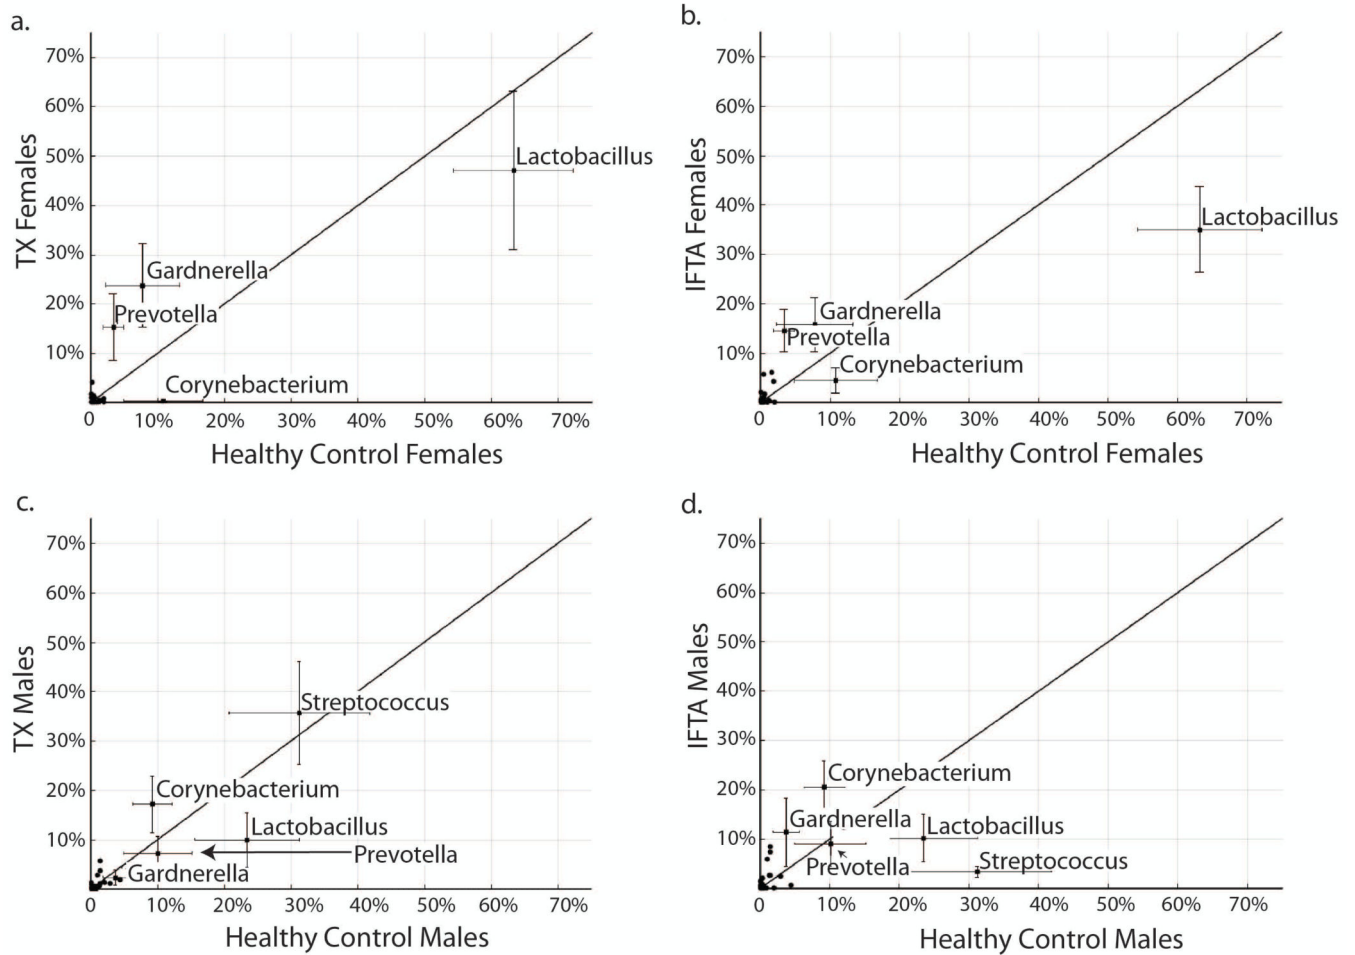 a.
TX Females
70%
60%
50%
40%
30%
20%
10%
Lactobacillus
Gardnerella
Prevotella
Corynebacterium
0 10% 20% 30% 40% 50% 60% 70%
Healthy Control Females
b.
IFTA Females
70%
60%
50%
40%
30%
20%
10%
Lactobacillus
Gardnerella
Prevotella
Corynebacterium
0 10% 20% 30% 40% 50% 60% 70%
Healthy Control Females
c.
TX Males
70%
60%
50%
40%
30%
20%
10%
Streptococcus
Corynebacterium
Lactobacillus
Prevotella
Gardnerella
0 10% 20% 30% 40% 50% 60% 70%
Healthy Control Males
d.
IFTA Males
70%
60%
50%
40%
30%
20%
10%
Corynebacterium
Gardnerella
Lactobacillus
Prevotella
Streptococcus
0 10% 20% 30% 40% 50% 60% 70%
Healthy Control Males